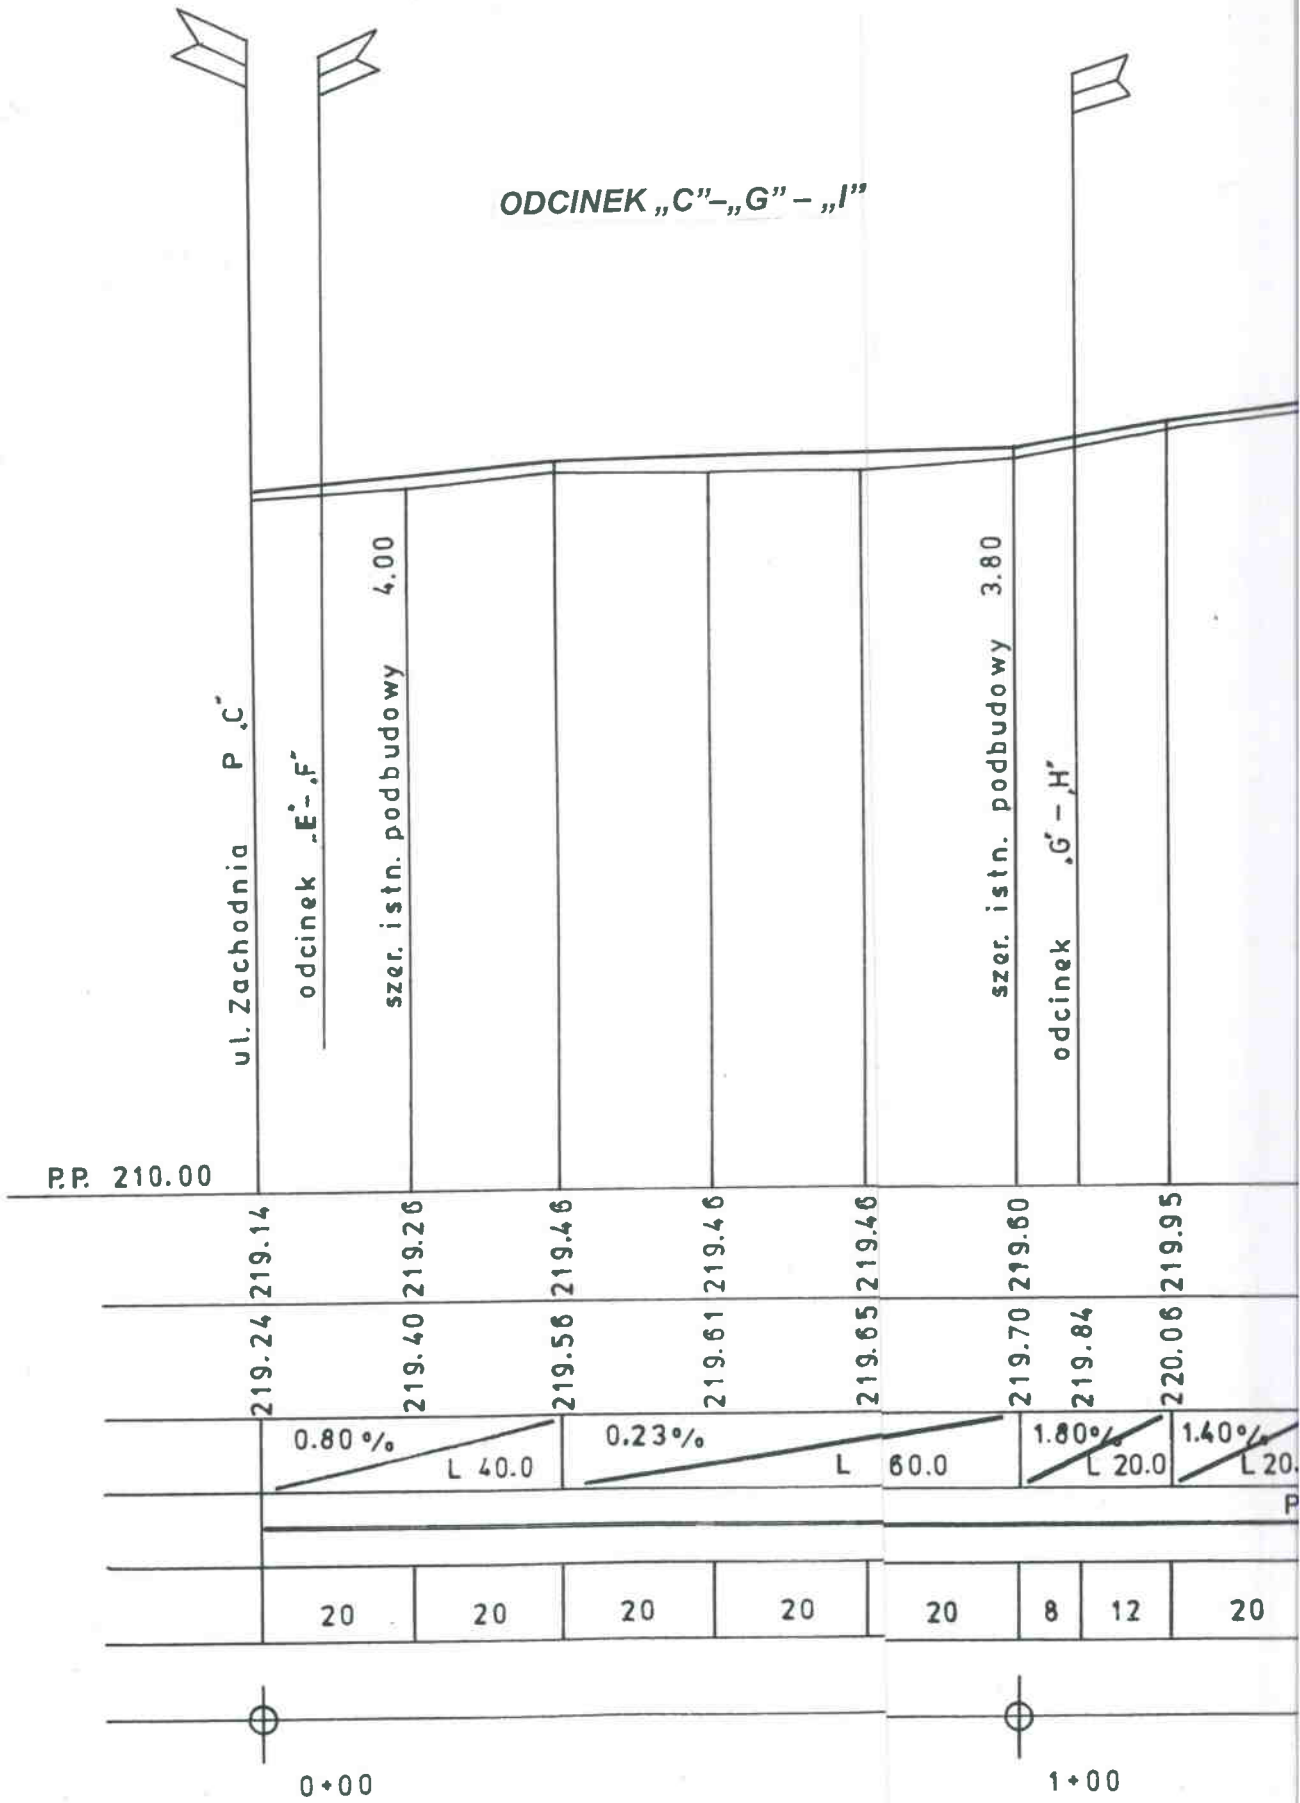 ODCINEK „C”–„G” – „I”
ul. Zachodnia P „C”
odcinek „E”-„F”
szer. istn. podbudowy 4.00
szer. istn. podbudowy 3.80
odcinek „G” – „H”
P.P. 210.00
219.14 219.26 219.46 219.46 219.46 219.60 219.95
219.24 219.40 219.56 219.61 219.65 219.70 219.84 220.06
0.80 % 0.23 % 1.80 % 1.40 %
L 40.0 L 60.0 L 20.0 L 20.
P
20 20 20 20 20 8 12 20
0+00 1+00